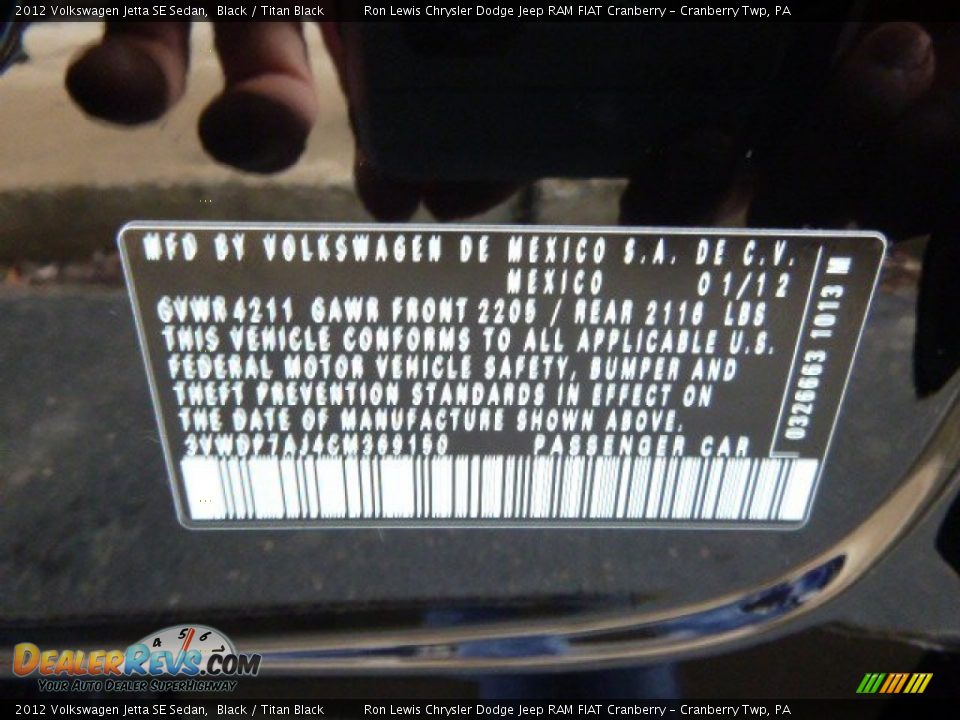 2012 Volkswagen Jetta SE Sedan, Black / Titan Black Ron Lewis Chrysler Dodge Jeep RAM FIAT Cranberry - Cranberry Twp, PA
MFD BY VOLKSWAGEN DE MEXICO S.A. DE C.V.
MEXICO 01/12
GVWR 4211 GAWR FRONT 2205 / REAR 2116 LBS
THIS VEHICLE CONFORMS TO ALL APPLICABLE U.S.
FEDERAL MOTOR VEHICLE SAFETY, BUMPER AND
THEFT PREVENTION STANDARDS IN EFFECT ON
THE DATE OF MANUFACTURE SHOWN ABOVE.
3VWDP7AJ4CM369150 PASSENGER CAR
0326663 1013 M
4 5 6
DealerRevs.com
Your Auto Dealer SuperHighway
2012 Volkswagen Jetta SE Sedan, Black / Titan Black Ron Lewis Chrysler Dodge Jeep RAM FIAT Cranberry - Cranberry Twp, PA